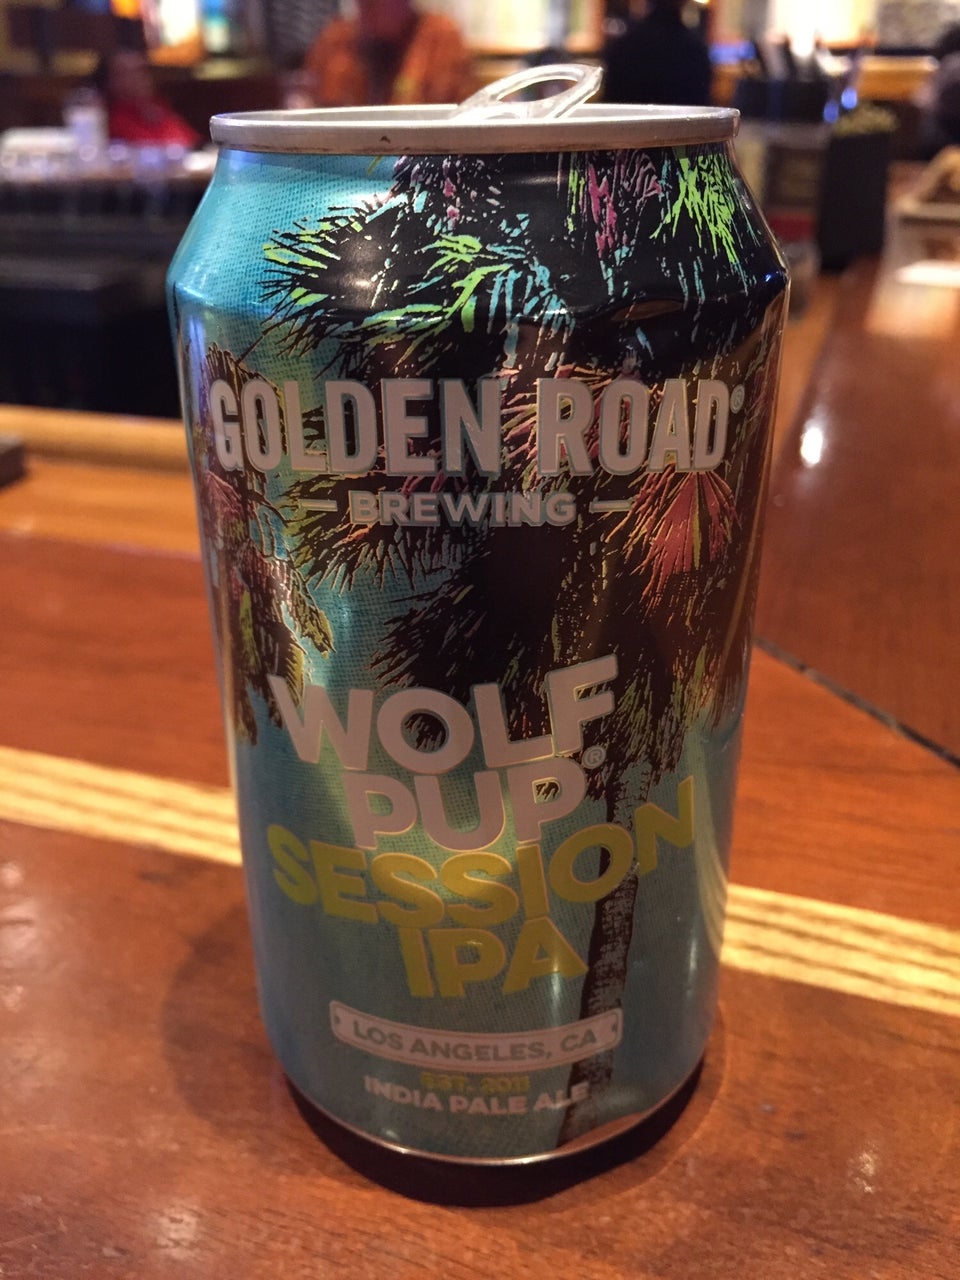 GOLDEN ROAD®
BREWING
WOLF
PUP®
SESSION
IPA
LOS ANGELES, CA
EST. 2011
INDIA PALE ALE